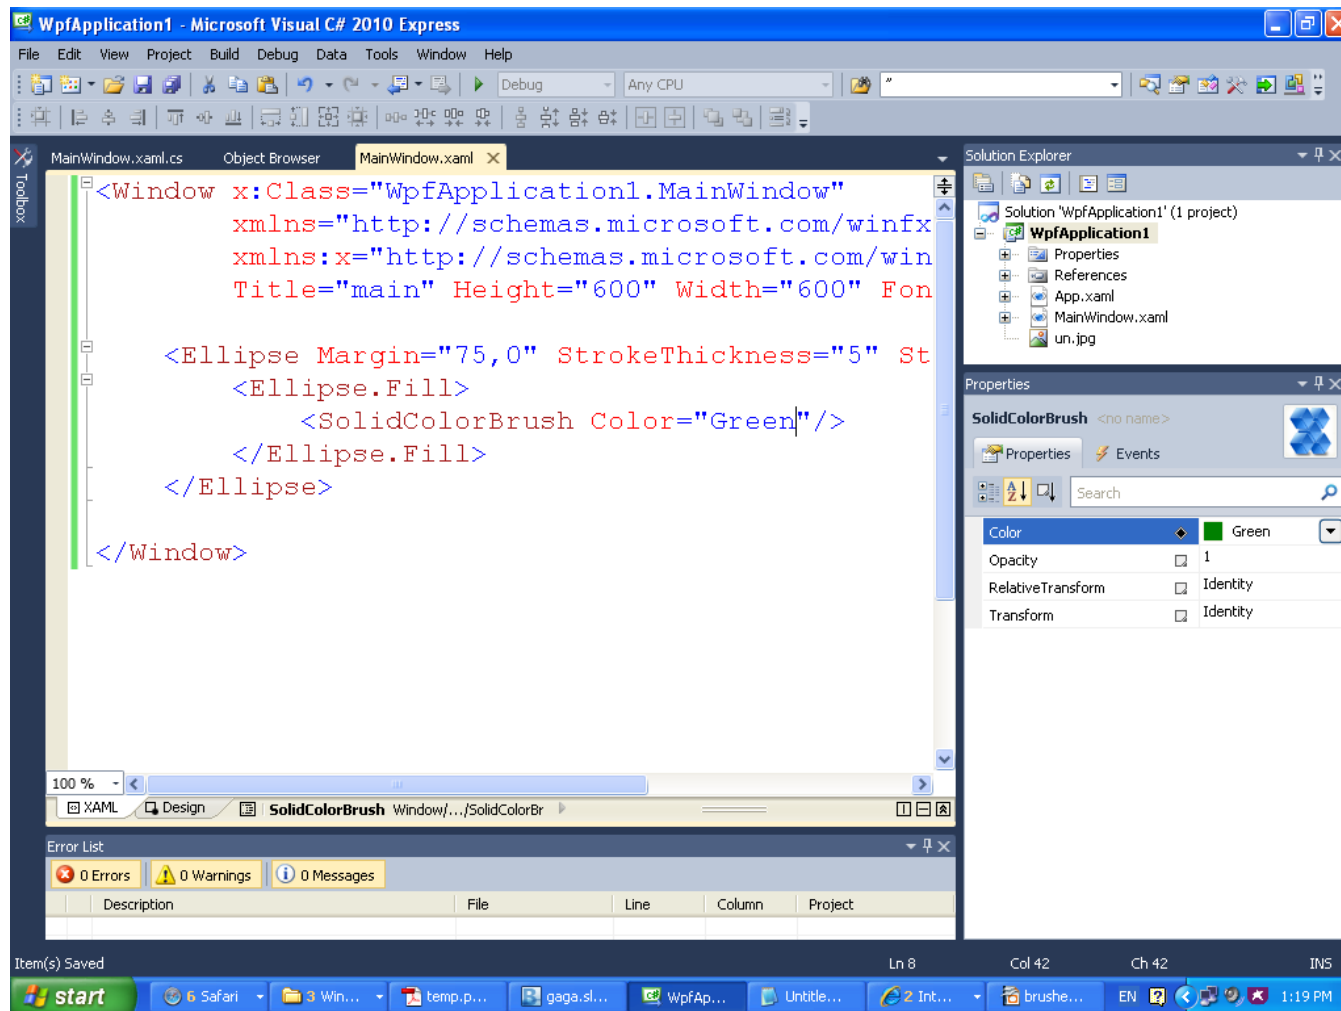 WpfApplication1 - Microsoft Visual C# 2010 Express
File Edit View Project Build Debug Data Tools Window Help
Debug Any CPU "
Toolbox
MainWindow.xaml.cs Object Browser MainWindow.xaml
<Window x:Class="WpfApplication1.MainWindow"
xmlns="http://schemas.microsoft.com/winfx
xmlns:x="http://schemas.microsoft.com/win
Title="main" Height="600" Width="600" Fon
<Ellipse Margin="75,0" StrokeThickness="5" St
<Ellipse.Fill>
<SolidColorBrush Color="Green"/>
</Ellipse.Fill>
</Ellipse>
</Window>
100 %
XAML Design SolidColorBrush Window/.../SolidColorBr
Error List
0 Errors 0 Warnings 0 Messages
Description File Line Column Project
Solution Explorer
Solution 'WpfApplication1' (1 project)
WpfApplication1
Properties
References
App.xaml
MainWindow.xaml
un.jpg
Properties
SolidColorBrush <no name>
Properties Events
Search
Color Green
Opacity 1
RelativeTransform Identity
Transform Identity
Item(s) Saved Ln 8 Col 42 Ch 42 INS
start 6 Safari 3 Win... temp.p... gaga.sl... WpfAp... Untitle... 2 Int... brushe... EN 1:19 PM